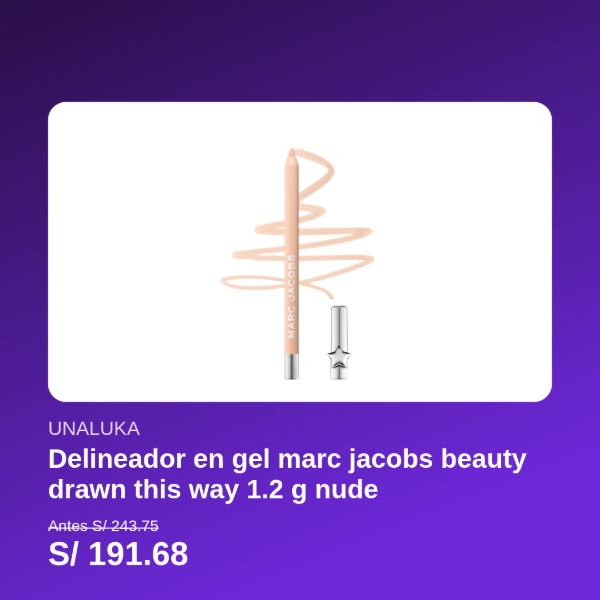 MARC JACOBS
UNALUKA
Delineador en gel marc jacobs beauty
drawn this way 1.2 g nude
Antes S/ 243.75
S/ 191.68